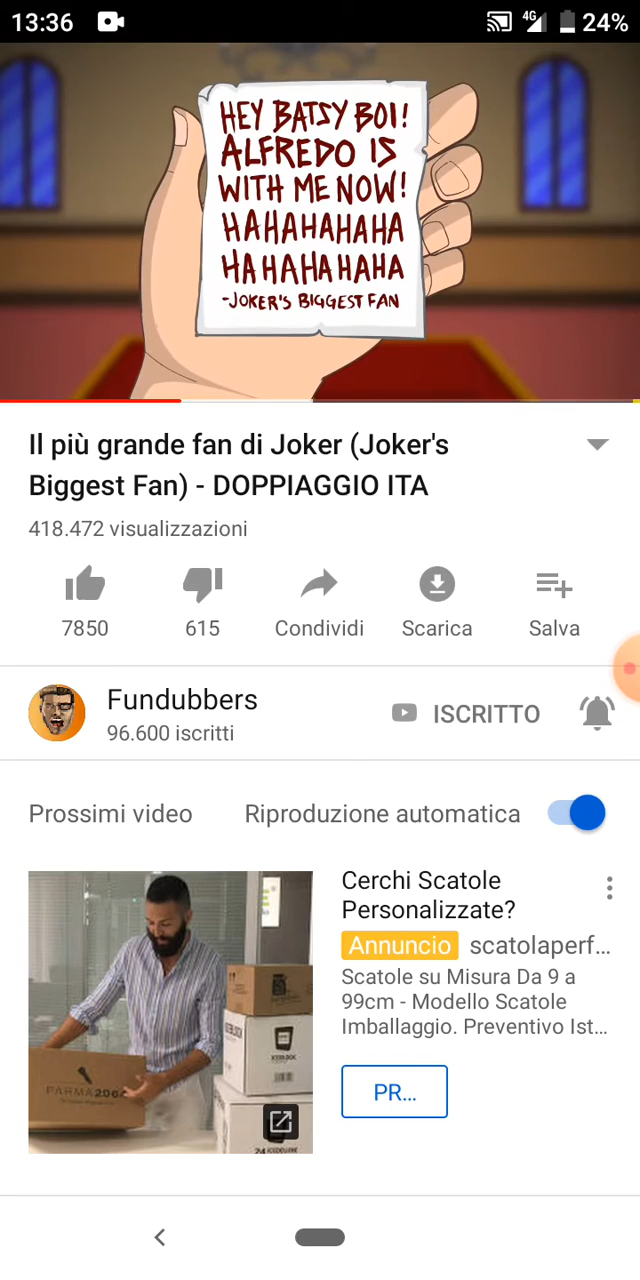 13:36
4G
24%
HEY BATSY BOI!
ALFREDO IS
WITH ME NOW!
HAHAHAHAHA
HAHAHAHAHA
-JOKER'S BIGGEST FAN
Il più grande fan di Joker (Joker's
Biggest Fan) - DOPPIAGGIO ITA
418.472 visualizzazioni
7850 615 Condividi Scarica Salva
Fundubbers
96.600 iscritti
ISCRITTO
Prossimi video Riproduzione automatica
Cerchi Scatole
Personalizzate?
Annuncio scatolaperf...
Scatole su Misura Da 9 a
99cm - Modello Scatole
Imballaggio. Preventivo Ist...
PR...